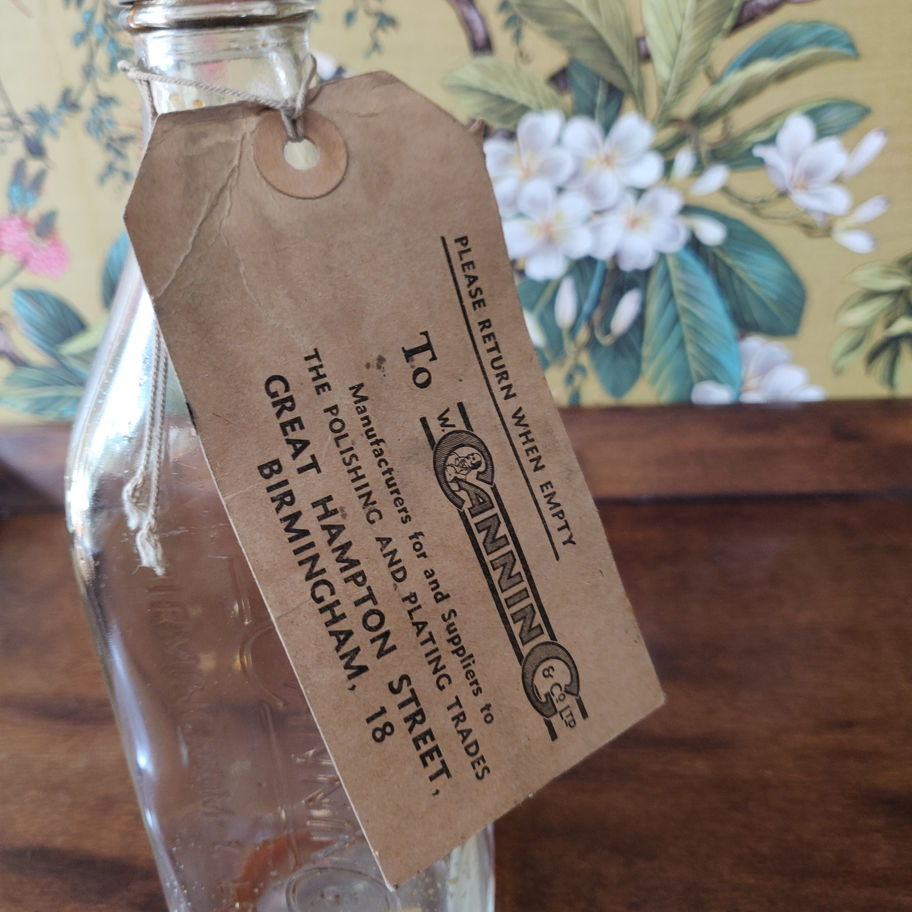 PLEASE RETURN WHEN EMPTY
To W. CANNING & Co LTD
Manufacturers for and Suppliers to
THE POLISHING AND PLATING TRADES
GREAT HAMPTON STREET,
BIRMINGHAM, 18